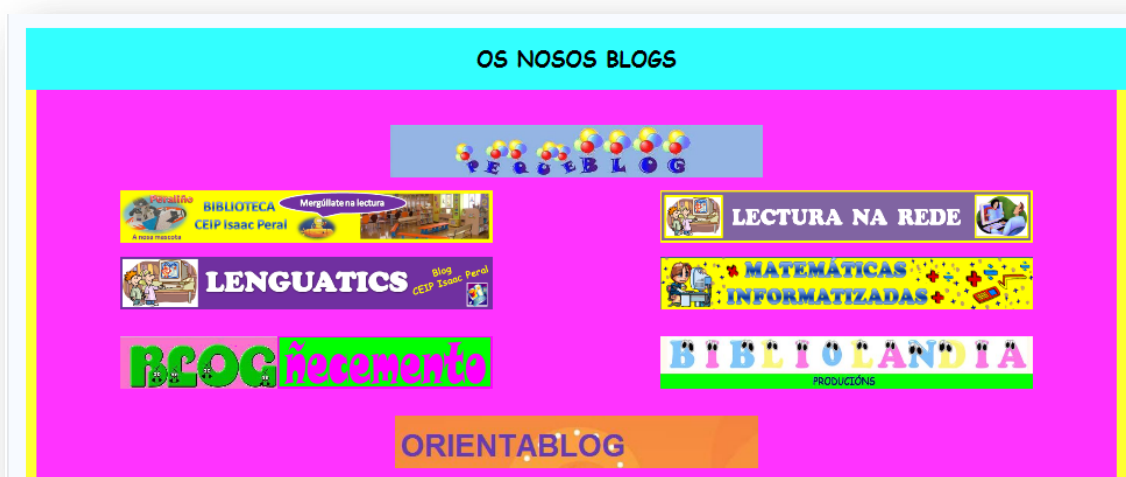 OS NOSOS BLOGS
PEQUEBLOG
Peraliño
A nosa mascota
BIBLIOTECA
CEIP Isaac Peral
Mergúllate na lectura
LECTURA NA REDE
LENGUATICS
Blog
CEIP Isaac Peral
MATEMÁTICAS
INFORMATIZADAS
BLOGñecemento
BIBLIOLANDIA
PRODUCIÓNS
ORIENTABLOG